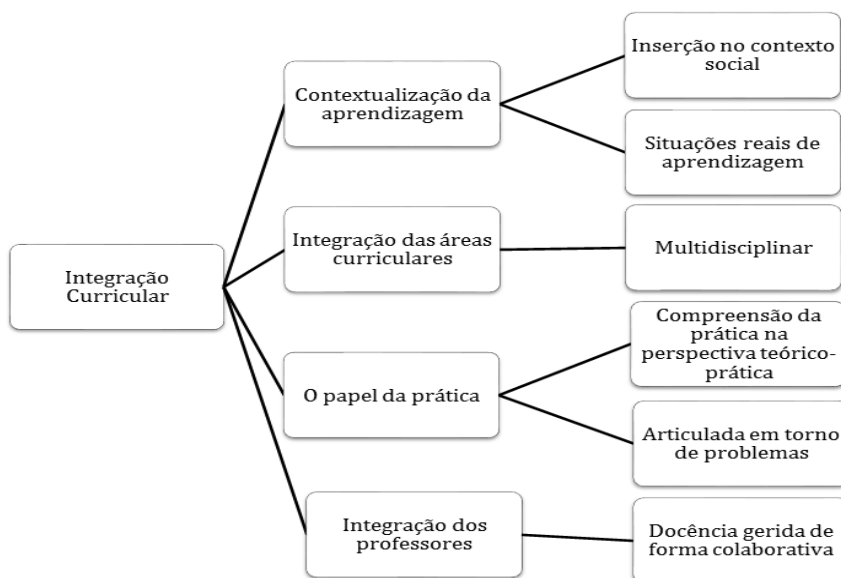 Integração
Curricular
Contextualização da
aprendizagem
Inserção no contexto
social
Situações reais de
aprendizagem
Integração das áreas
curriculares
Multidisciplinar
O papel da prática
Compreensão da
prática na
perspectiva teórico-
prática
Articulada em torno
de problemas
Integração dos
professores
Docência gerida de
forma colaborativa